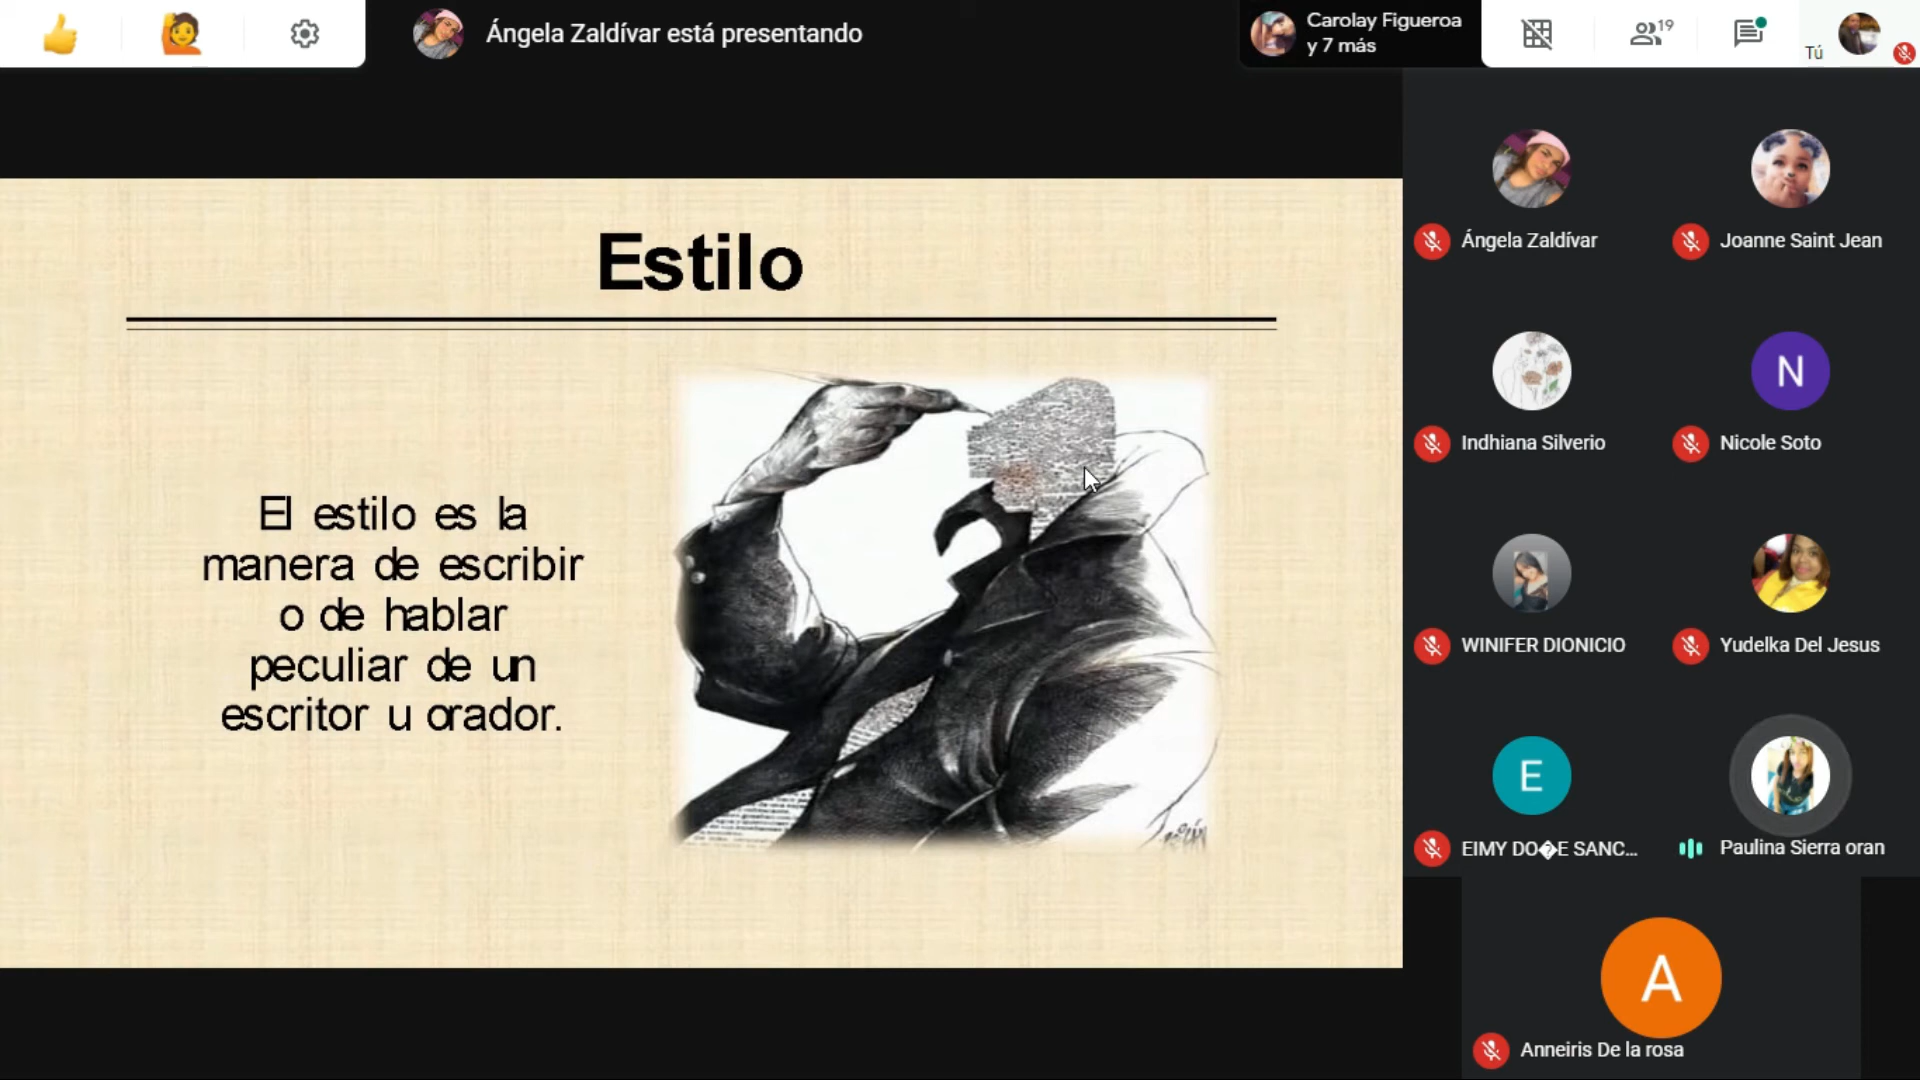 Ángela Zaldívar está presentando
Carolay Figueroa
y 7 más
19
Tú
Estilo
El estilo es la
manera de escribir
o de hablar
peculiar de un
escritor u orador.
Ángela Zaldívar
Joanne Saint Jean
N
Indhiana Silverio
Nicole Soto
WINIFER DIONICIO
Yudelka Del Jesus
E
EIMY DO�E SANC...
Paulina Sierra oran
A
Anneiris De la rosa